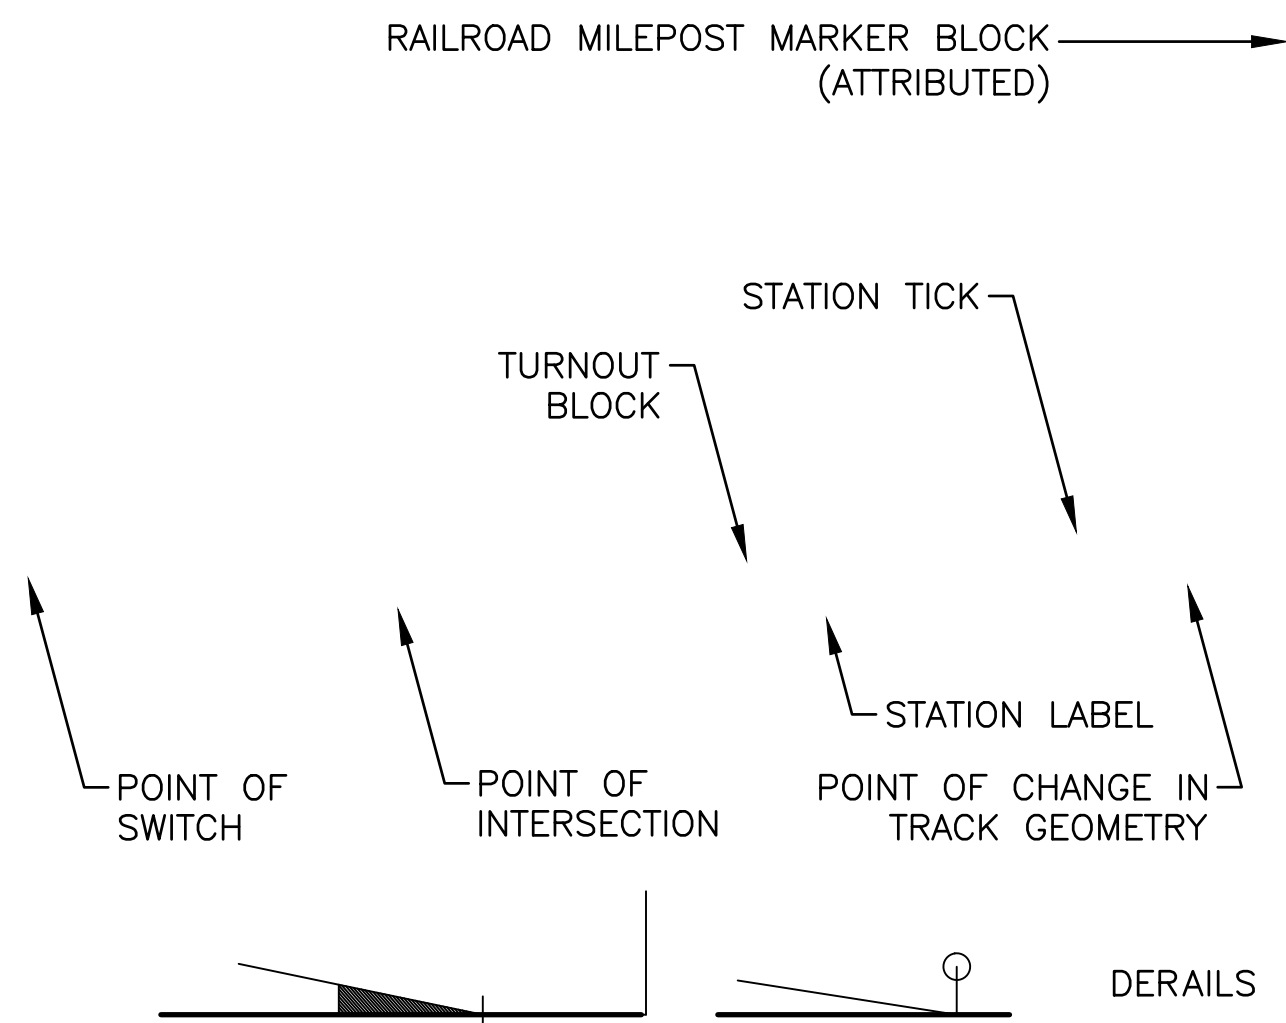 RAILROAD MILEPOST MARKER BLOCK
(ATTRIBUTED)
STATION TICK
TURNOUT
BLOCK
STATION LABEL
POINT OF
SWITCH
POINT OF
INTERSECTION
POINT OF CHANGE IN
TRACK GEOMETRY
DERAILS